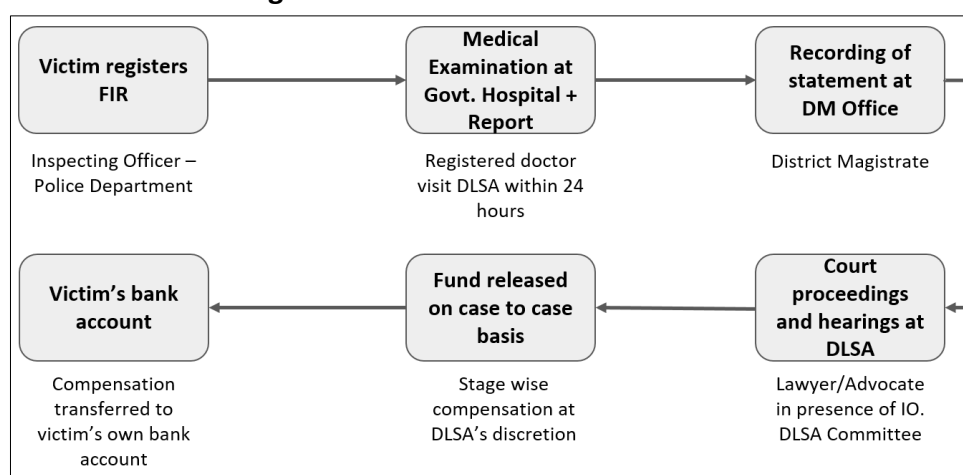 Victim registers
FIR
Inspecting Officer –
Police Department
Medical
Examination at
Govt. Hospital +
Report
Registered doctor
visit DLSA within 24
hours
Recording of
statement at
DM Office
District Magistrate
Court
proceedings
and hearings at
DLSA
Lawyer/Advocate
in presence of IO.
DLSA Committee
Fund released
on case to case
basis
Stage wise
compensation at
DLSA's discretion
Victim's bank
account
Compensation
transferred to
victim's own bank
account